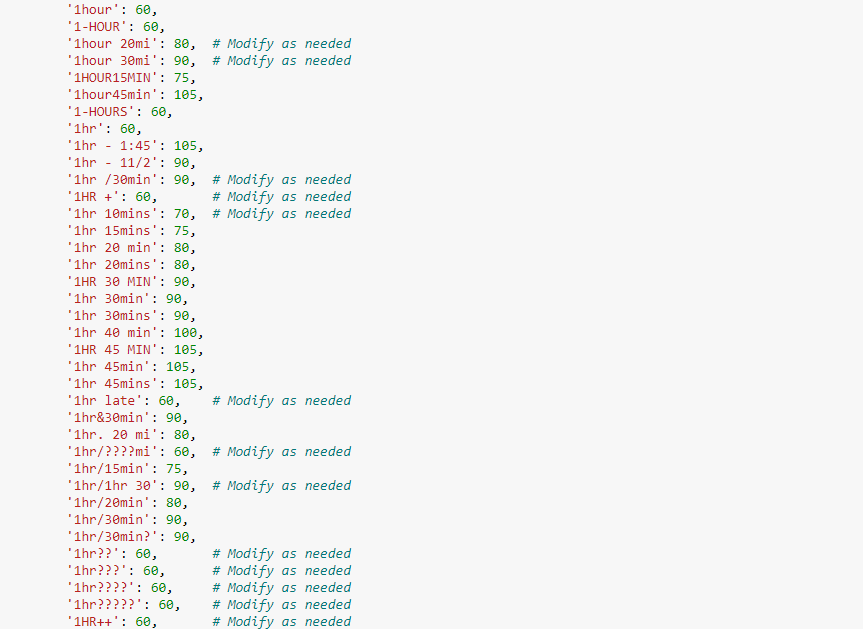 '1hour': 60,
'1-HOUR': 60,
'1hour 20mi': 80,  # Modify as needed
'1hour 30mi': 90,  # Modify as needed
'1HOUR15MIN': 75,
'1hour45min': 105,
'1-HOURS': 60,
'1hr': 60,
'1hr - 1:45': 105,
'1hr - 11/2': 90,
'1hr /30min': 90,  # Modify as needed
'1HR +': 60,       # Modify as needed
'1hr 10mins': 70,  # Modify as needed
'1hr 15mins': 75,
'1hr 20 min': 80,
'1hr 20mins': 80,
'1HR 30 MIN': 90,
'1hr 30min': 90,
'1hr 30mins': 90,
'1hr 40 min': 100,
'1HR 45 MIN': 105,
'1hr 45min': 105,
'1hr 45mins': 105,
'1hr late': 60,    # Modify as needed
'1hr&30min': 90,
'1hr. 20 mi': 80,
'1hr/????mi': 60,  # Modify as needed
'1hr/15min': 75,
'1hr/1hr 30': 90,  # Modify as needed
'1hr/20min': 80,
'1hr/30min': 90,
'1hr/30min?': 90,
'1hr??': 60,       # Modify as needed
'1hr???': 60,      # Modify as needed
'1hr????': 60,     # Modify as needed
'1hr?????': 60,    # Modify as needed
'1HR++': 60,       # Modify as needed